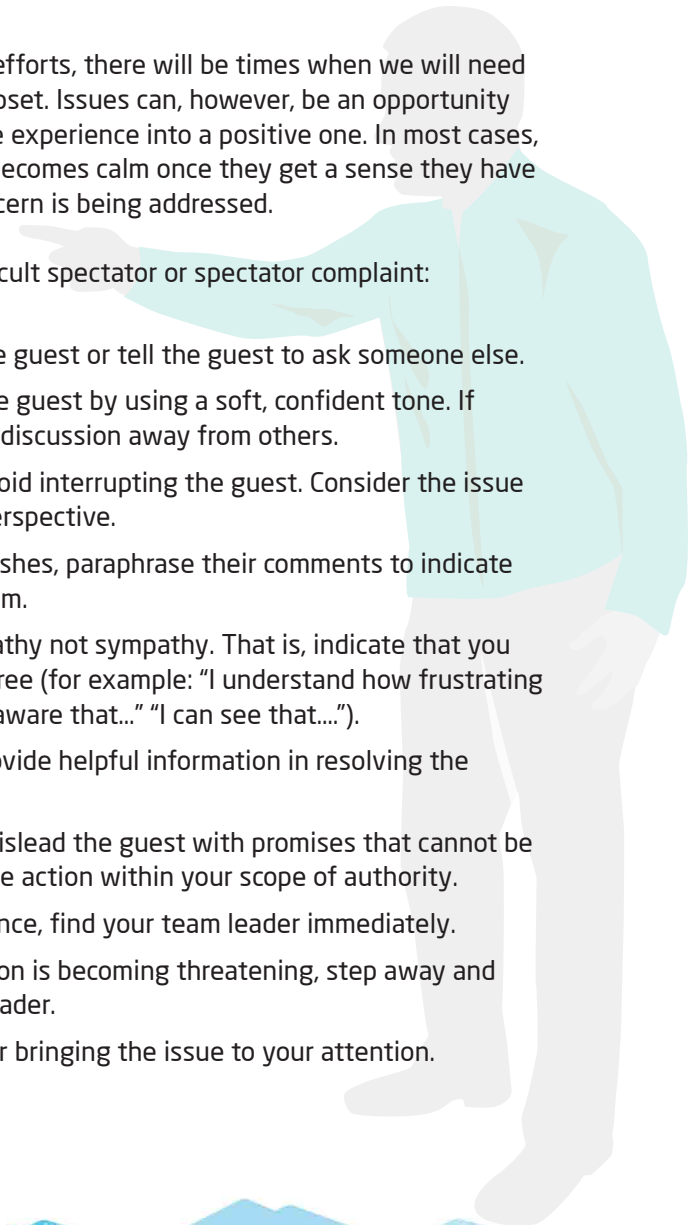 efforts, there will be times when we will need
pset. Issues can, however, be an opportunity
e experience into a positive one. In most cases,
ecomes calm once they get a sense they have
cern is being addressed.
cult spectator or spectator complaint:
e guest or tell the guest to ask someone else.
e guest by using a soft, confident tone. If
discussion away from others.
oid interrupting the guest. Consider the issue
erspective.
shes, paraphrase their comments to indicate
m.
athy not sympathy. That is, indicate that you
ree (for example: “I understand how frustrating
aware that...” “I can see that....”).
ovide helpful information in resolving the
islead the guest with promises that cannot be
e action within your scope of authority.
nce, find your team leader immediately.
on is becoming threatening, step away and
ader.
r bringing the issue to your attention.